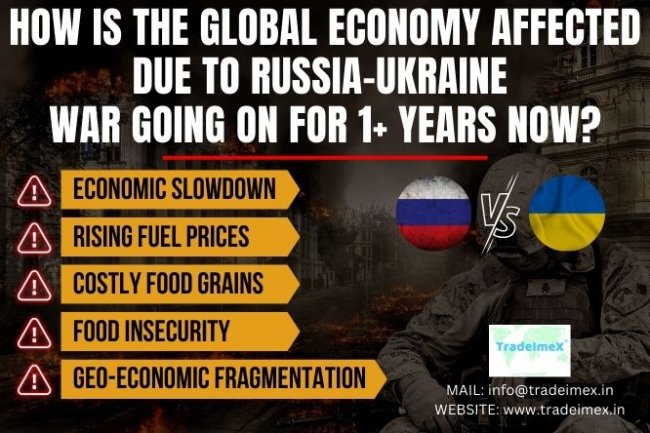 HOW IS THE GLOBAL ECONOMY AFFECTED
DUE TO RUSSIA-UKRAINE
WAR GOING ON FOR 1+ YEARS NOW?
ECONOMIC SLOWDOWN
RISING FUEL PRICES
COSTLY FOOD GRAINS
FOOD INSECURITY
GEO-ECONOMIC FRAGMENTATION
VS
TradeImeX®
MAIL: info@tradeimex.in
WEBSITE: www.tradeimex.in